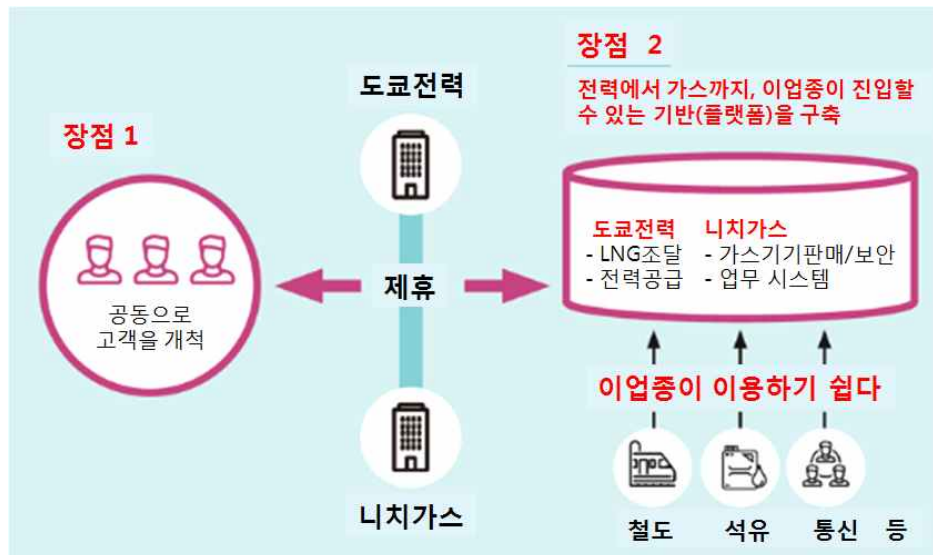 장점 1
공동으로
고객을 개척
도쿄전력
제휴
니치가스
장점 2
전력에서 가스까지, 이업종이 진입할
수 있는 기반(플랫폼)을 구축
도쿄전력 니치가스
- LNG조달 - 가스기기판매/보안
- 전력공급 - 업무 시스템
이업종이 이용하기 쉽다
철도 석유 통신 등